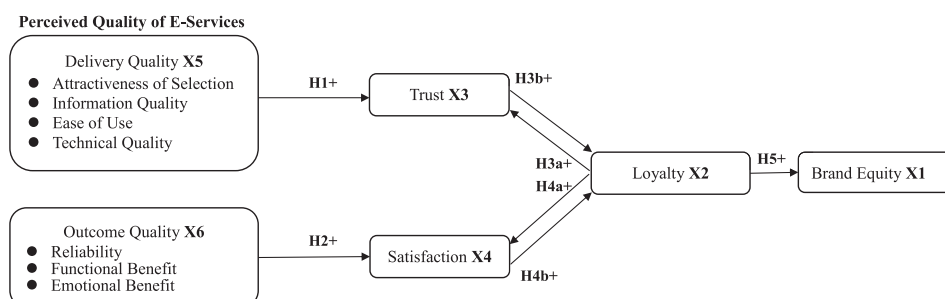 Perceived Quality of E-Services
Delivery Quality X5
● Attractiveness of Selection
● Information Quality
● Ease of Use
● Technical Quality
H1+
Trust X3
H3b+
H3a+
H4a+
Loyalty X2
H5+
Brand Equity X1
Outcome Quality X6
● Reliability
● Functional Benefit
● Emotional Benefit
H2+
Satisfaction X4
H4b+